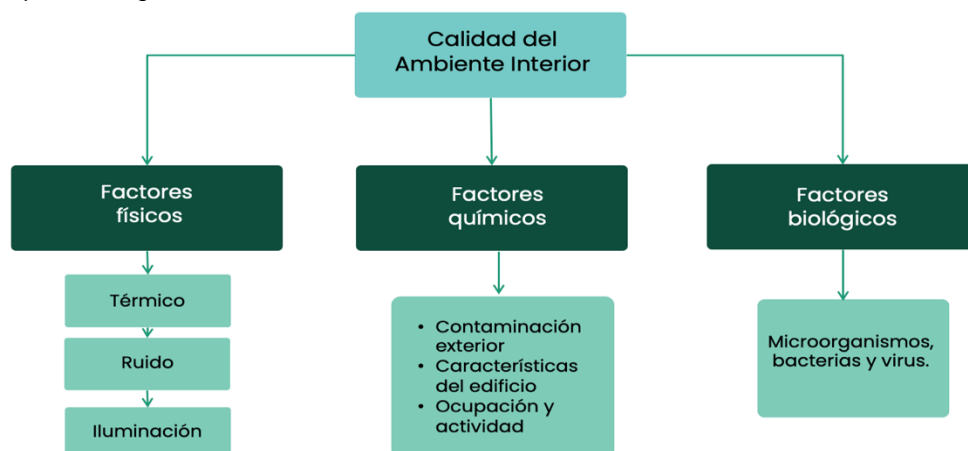 Calidad del
Ambiente Interior
Factores
físicos
Factores
químicos
Factores
biológicos
Térmico
Ruido
Iluminación
• Contaminación
exterior
• Características
del edificio
• Ocupación y
actividad
Microorganismos,
bacterias y virus.